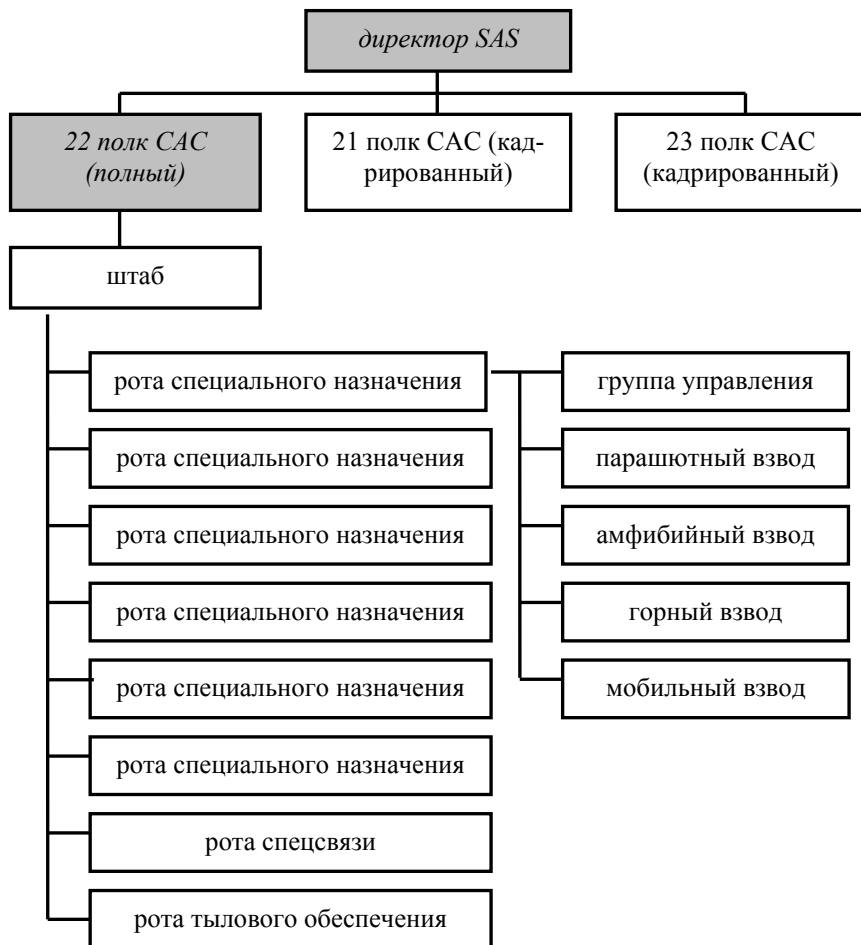 директор SAS
22 полк САС
(полный)
21 полк САС (кад-
рированный)
23 полк САС
(кадрированный)
штаб
рота специального назначения
группа управления
рота специального назначения
парашютный взвод
рота специального назначения
амфибийный взвод
рота специального назначения
горный взвод
рота специального назначения
мобильный взвод
рота специального назначения
рота спецсвязи
рота тылового обеспечения